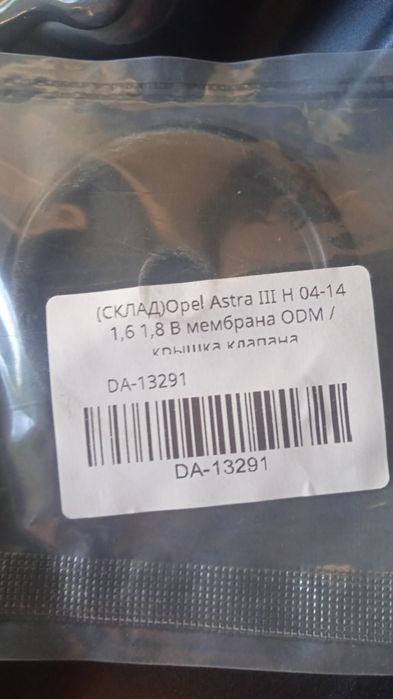 (СКЛАД)Opel Astra III H 04-14
1,6 1,8 B мембрана ODM /
крышка клапана
DA-13291
DA-13291